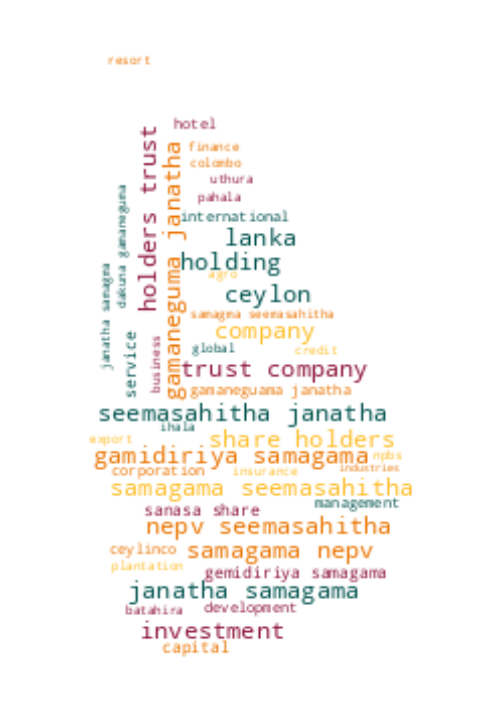 resort
hotel
holders trust
gamaneguma janatha
finance
colombo
uthura
dakuna gamaneguma
pahala
international
lanka
holding
agro
janatha samagma
ceylon
samagma seemasahitha
company
service
business
global
credit
trust company
gamaneguama janatha
seemasahitha janatha
ihala
export
share holders
gamidiriya samagama
npbs
corporation
insurance
industries
samagama seemasahitha
management
sanasa share
nepv seemasahitha
ceylinco
samagama nepv
plantation
gemidiriya samagama
janatha samagama
batahira
development
investment
capital